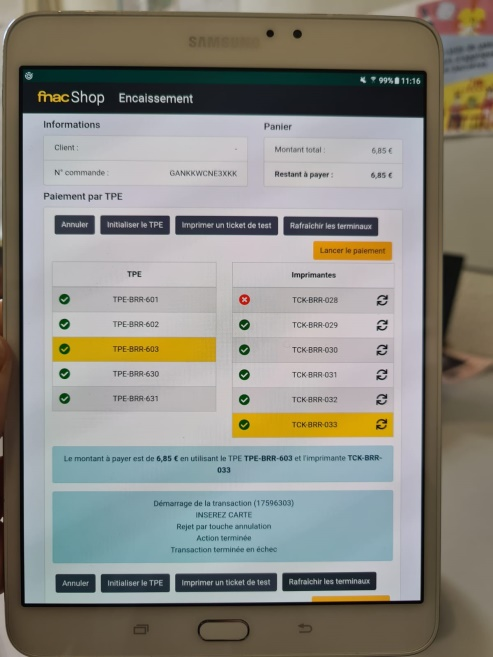 SAMSUNG
99% 11:16
fnac Shop Encaissement
Informations
Client : -
N° commande : GANKKWCNE3XKK
Panier
Montant total : 6,85 €
Restant à payer : 6,85 €
Paiement par TPE
Annuler Initialiser le TPE Imprimer un ticket de test Rafraîchir les terminaux
Lancer le paiement
TPE
TPE-BRR-601
TPE-BRR-602
TPE-BRR-603
TPE-BRR-630
TPE-BRR-631
Imprimantes
TCK-BRR-028
TCK-BRR-029
TCK-BRR-030
TCK-BRR-031
TCK-BRR-032
TCK-BRR-033
Le montant à payer est de 6,85 € en utilisant le TPE TPE-BRR-603 et l'imprimante TCK-BRR-
033
Démarrage de la transaction (17596303)
INSEREZ CARTE
Rejet par touche annulation
Action terminée
Transaction terminée en échec
Annuler Initialiser le TPE Imprimer un ticket de test Rafraîchir les terminaux